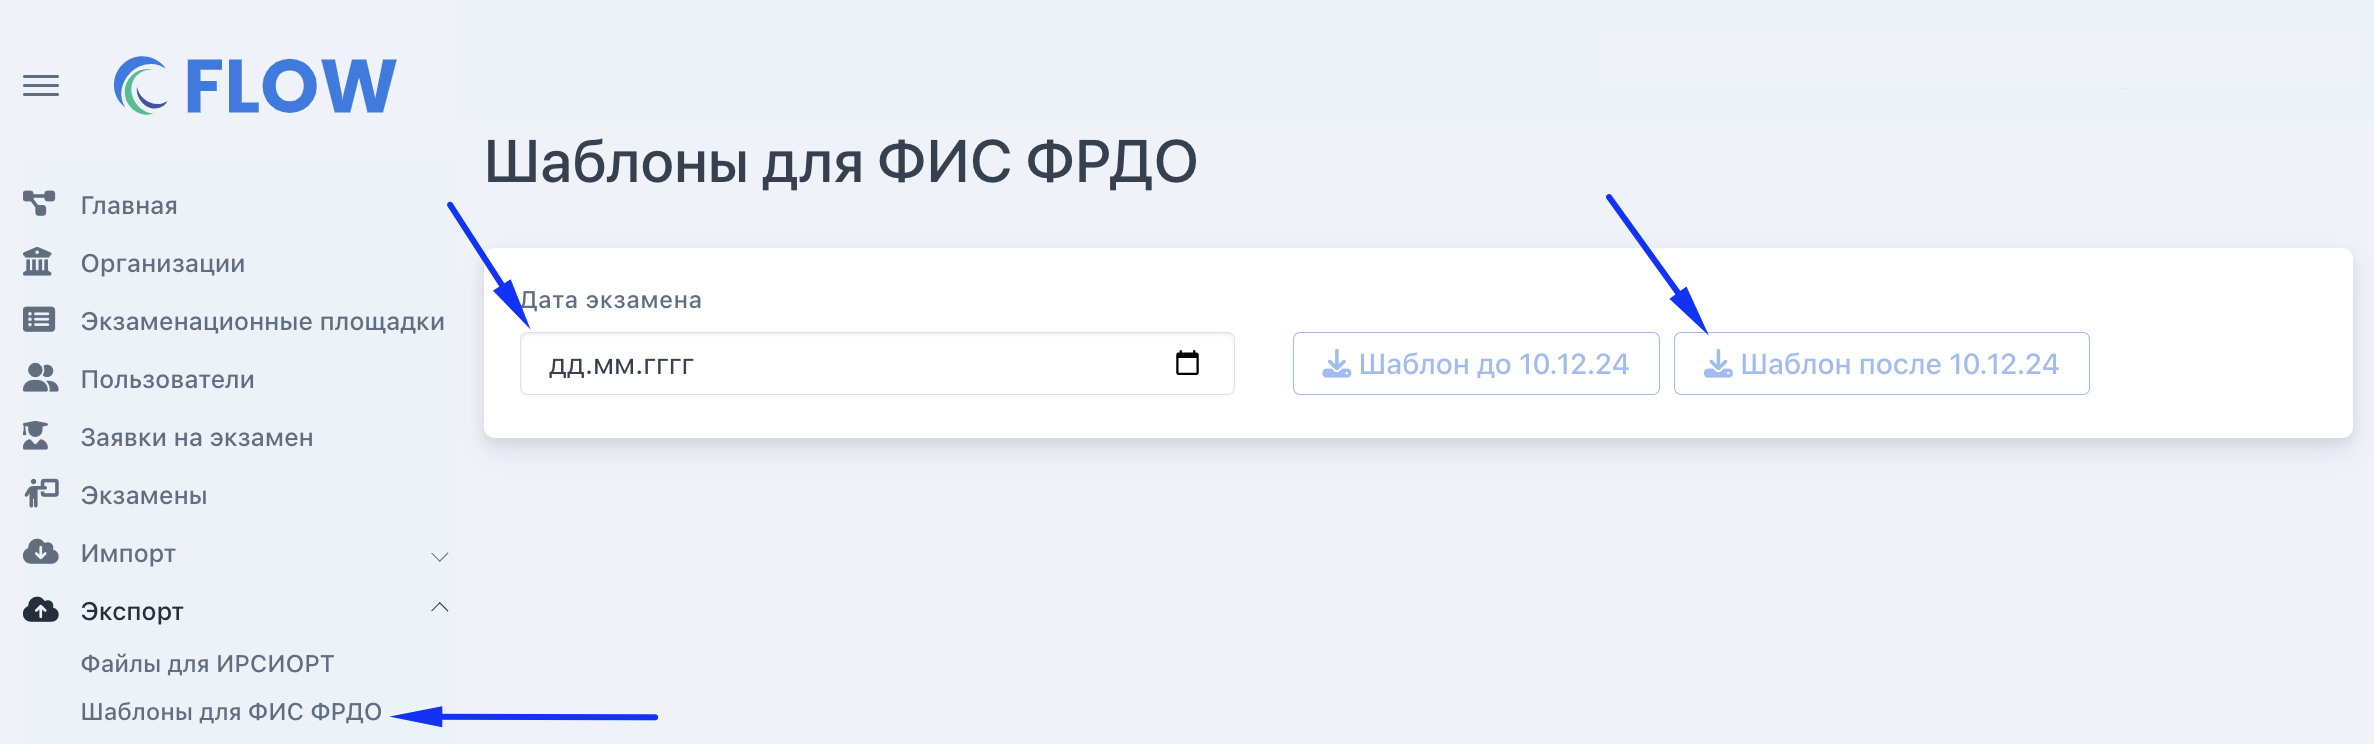 FLOW
Главная
Организации
Экзаменационные площадки
Пользователи
Заявки на экзамен
Экзамены
Импорт
Экспорт
Файлы для ИРСИОРТ
Шаблоны для ФИС ФРДО
Шаблоны для ФИС ФРДО
Дата экзамена
дд.мм.гггг
Шаблон до 10.12.24
Шаблон после 10.12.24